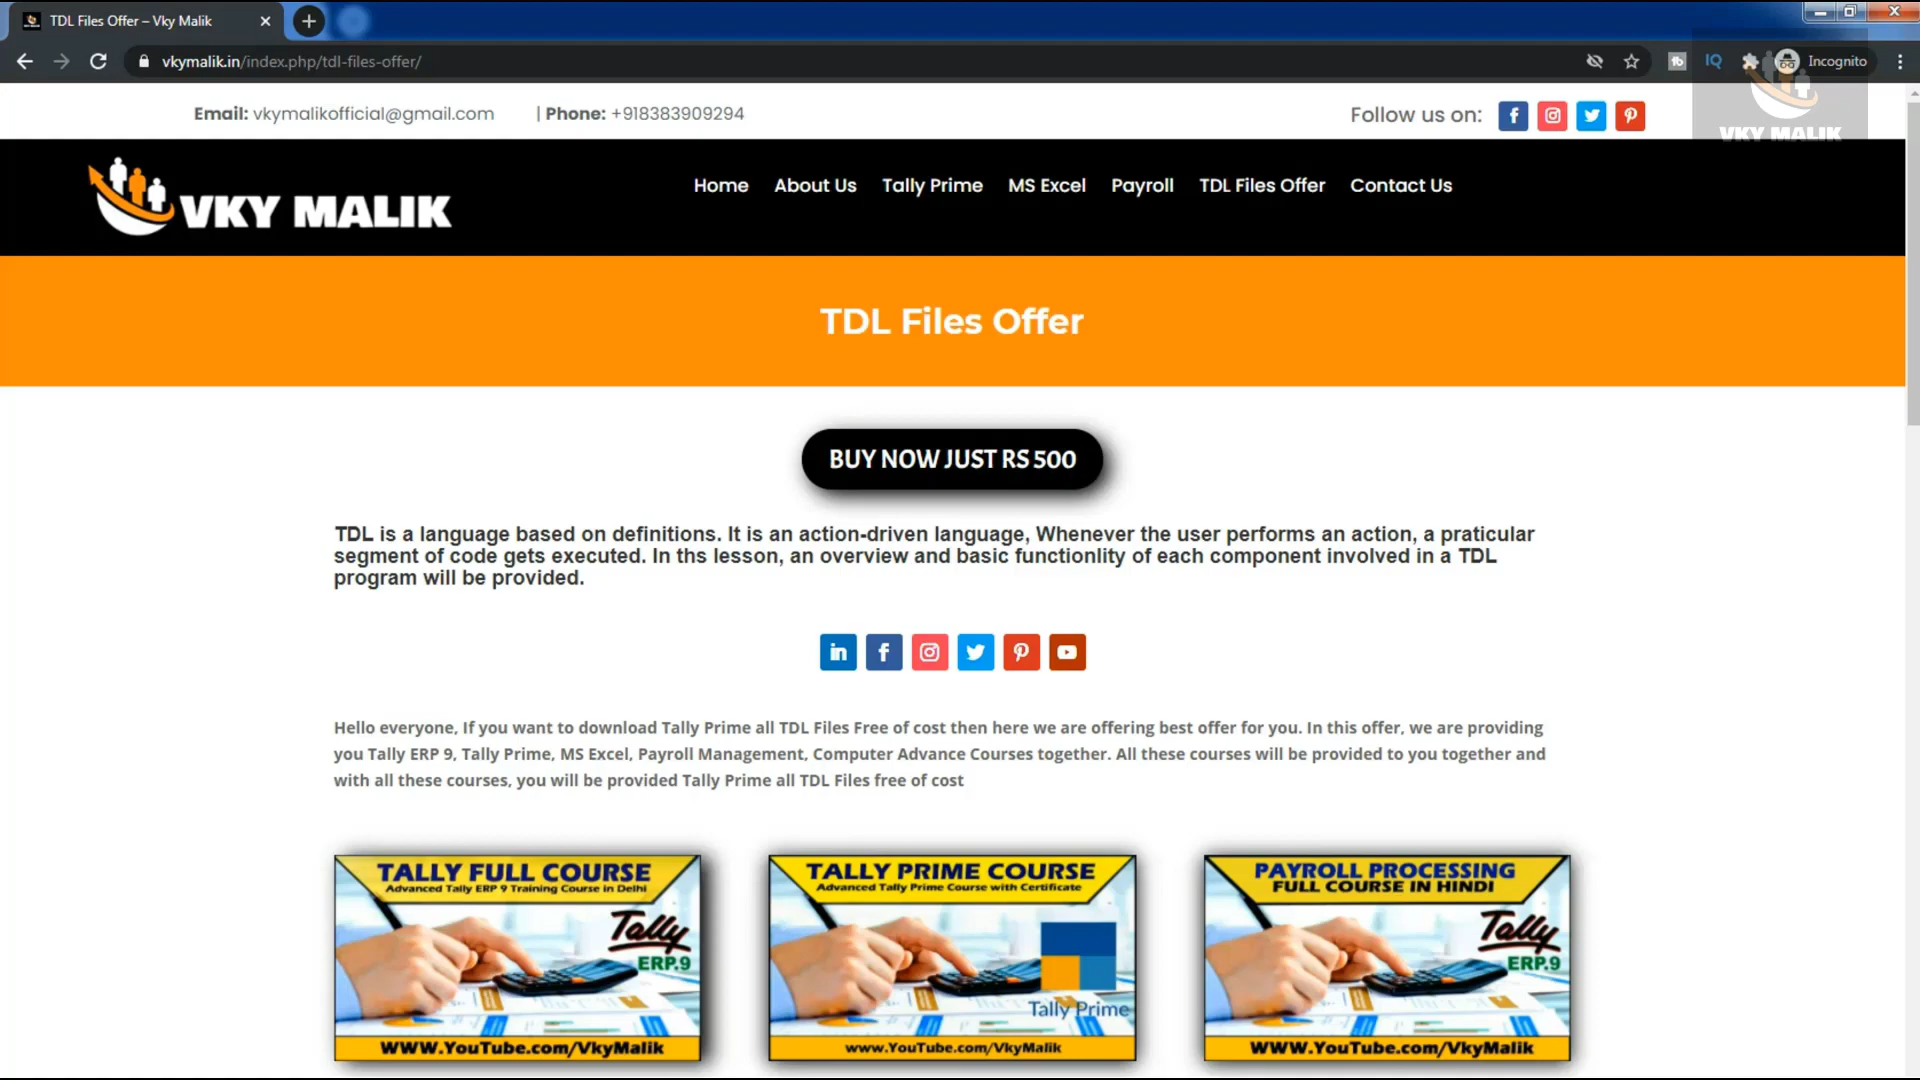 TDL Files Offer – Vky Malik
vkymalik.in/index.php/tdl-files-offer/
Incognito
Email: vkymalikofficial@gmail.com | Phone: +918383909294
Follow us on:
VKY MALIK
VKY MALIK
Home About Us Tally Prime MS Excel Payroll TDL Files Offer Contact Us
TDL Files Offer
BUY NOW JUST RS 500
TDL is a language based on definitions. It is an action-driven language, Whenever the user performs an action, a praticular
segment of code gets executed. In ths lesson, an overview and basic functionlity of each component involved in a TDL
program will be provided.
Hello everyone, If you want to download Tally Prime all TDL Files Free of cost then here we are offering best offer for you. In this offer, we are providing
you Tally ERP 9, Tally Prime, MS Excel, Payroll Management, Computer Advance Courses together. All these courses will be provided to you together and
with all these courses, you will be provided Tally Prime all TDL Files free of cost
TALLY FULL COURSE
Advanced Tally ERP 9 Training Course in Delhi
Tally
ERP.9
WWW.YouTube.com/VkyMalik
TALLY PRIME COURSE
Advanced Tally Prime Course with Certificate
Tally Prime
www.YouTube.com/VkyMalik
PAYROLL PROCESSING
FULL COURSE IN HINDI
Tally
ERP.9
WWW.YouTube.com/VkyMalik